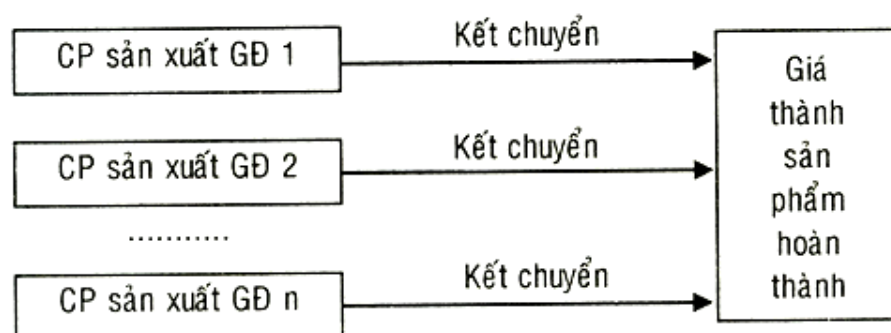 CP sản xuất GĐ 1
Kết chuyển
CP sản xuất GĐ 2
Kết chuyển
...........
CP sản xuất GĐ n
Kết chuyển
Giá
thành
sản
phẩm
hoàn
thành